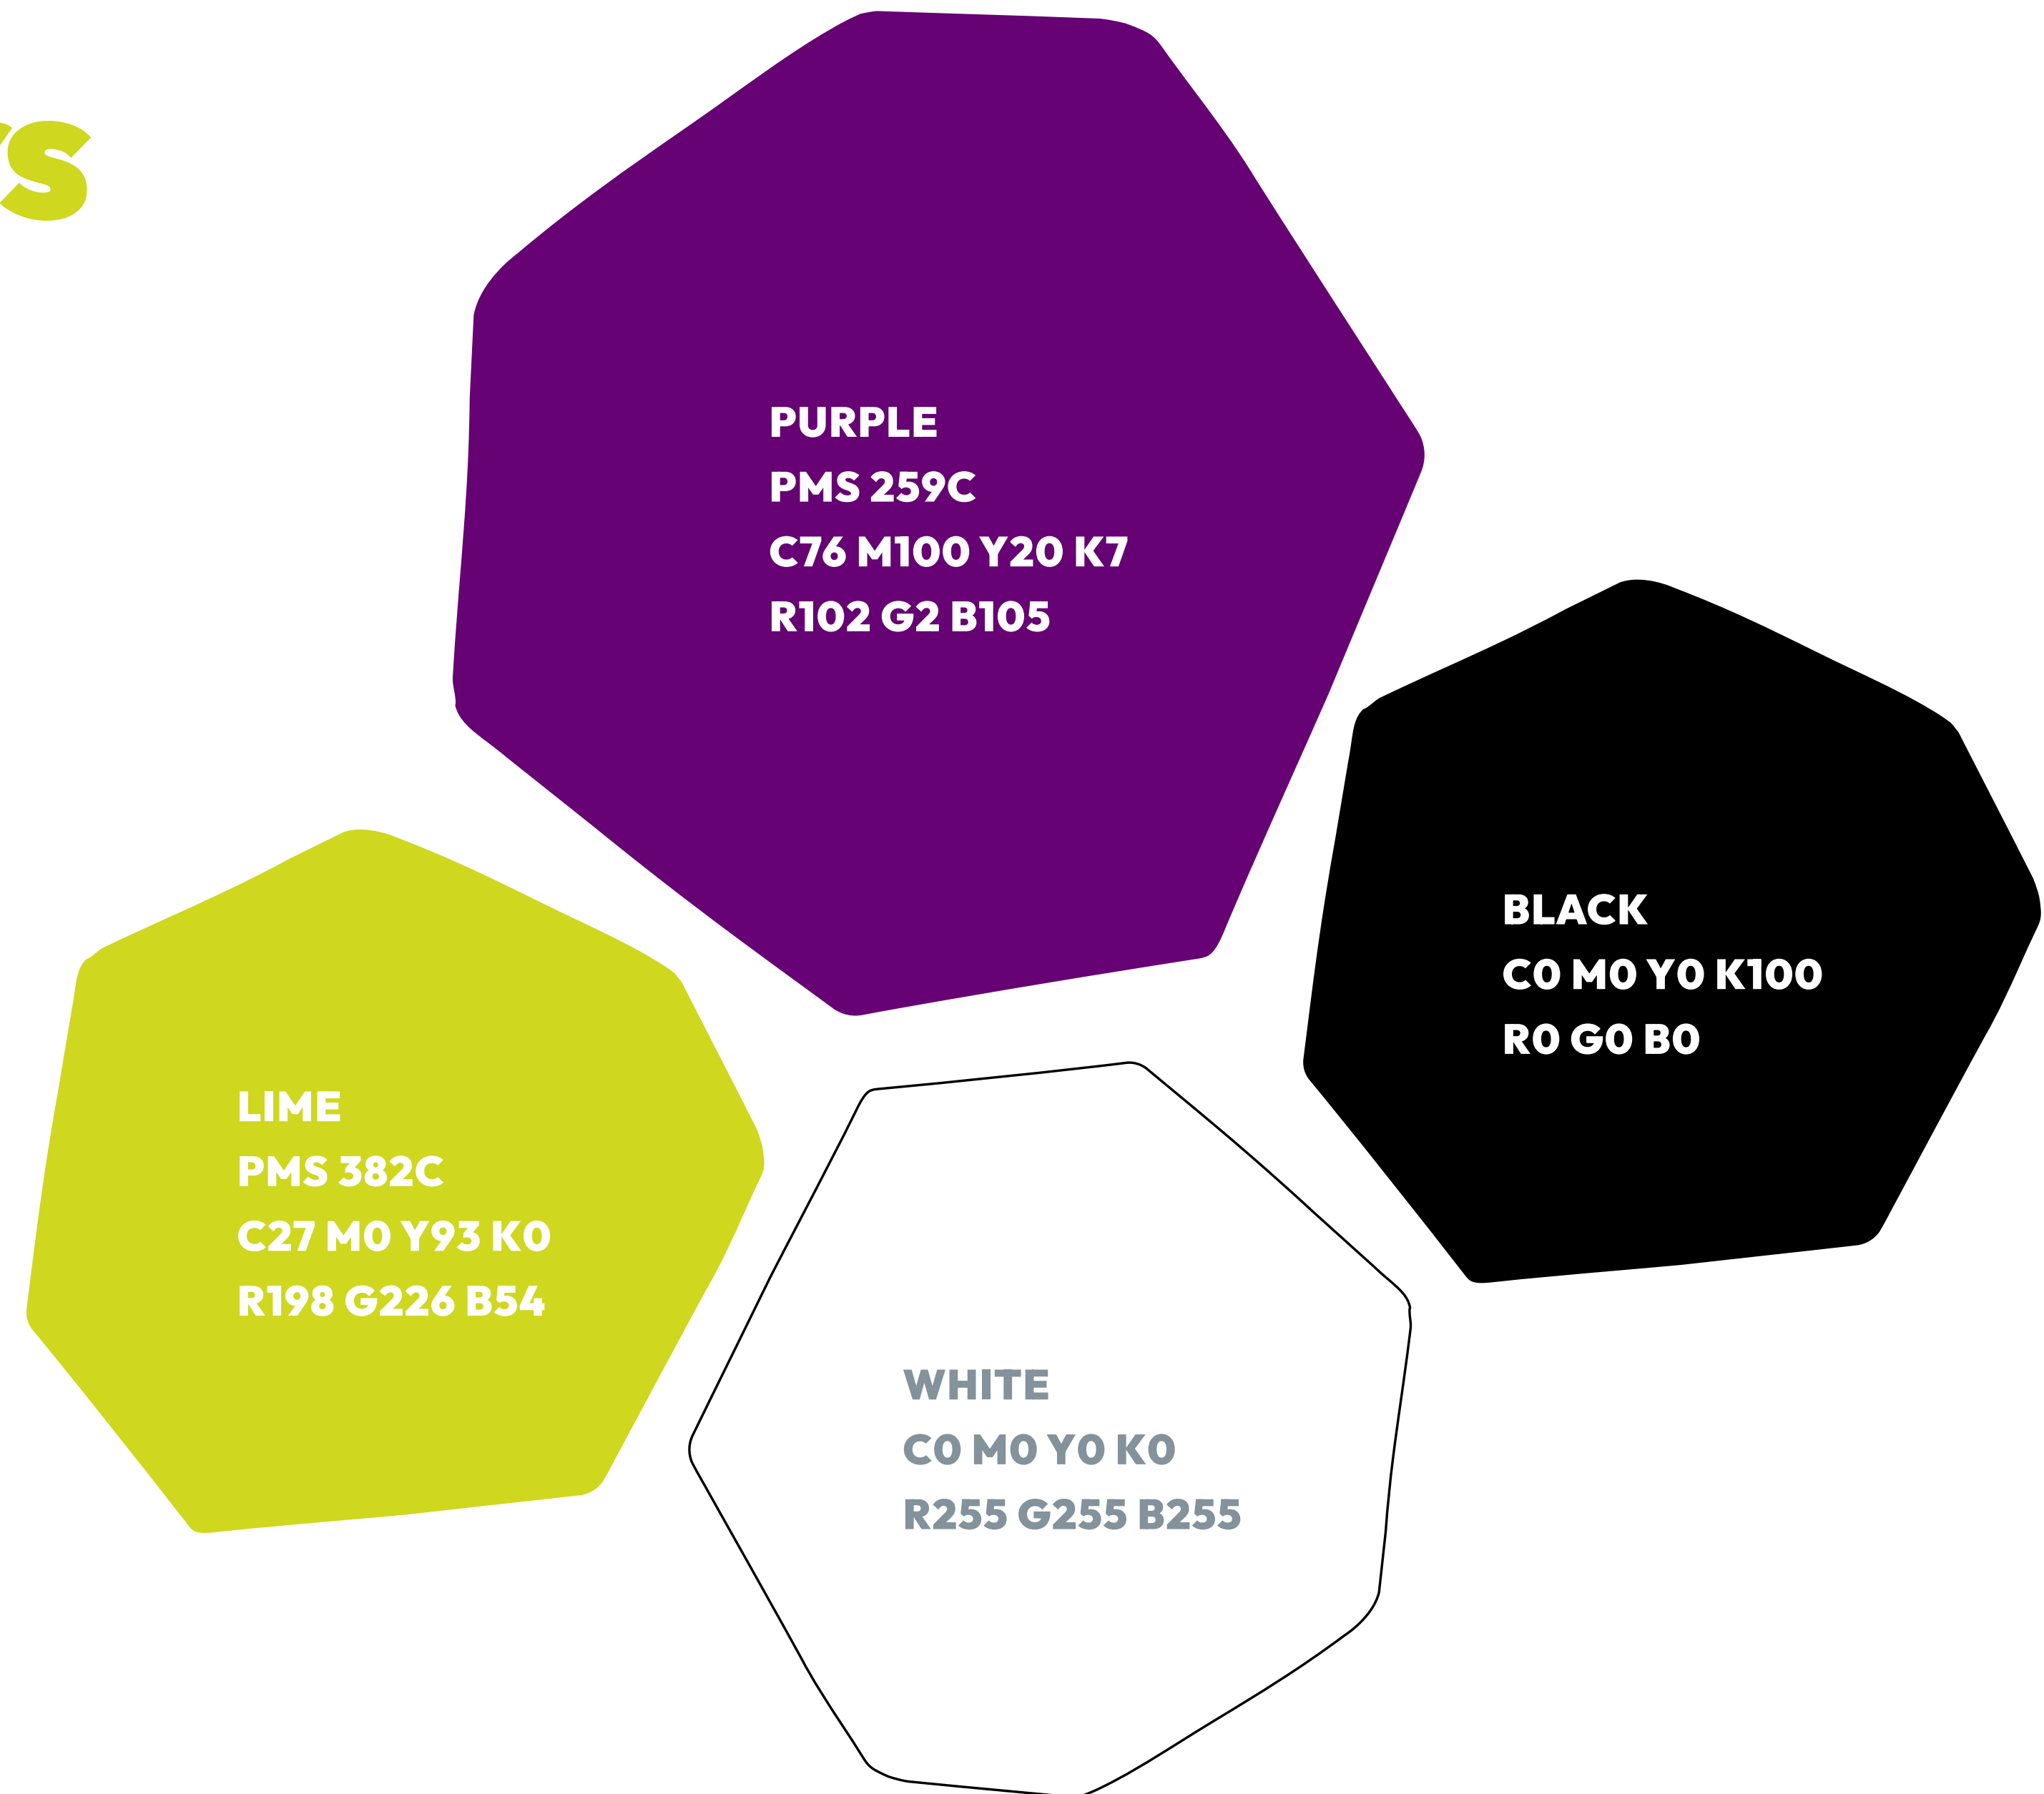 S
PURPLE
PMS 259C
C76 M100 Y20 K7
R102 G2 B105
BLACK
C0 M0 Y0 K100
R0 G0 B0
LIME
PMS 382C
C27 M0 Y93 K0
R198 G226 B54
WHITE
C0 M0 Y0 K0
R255 G255 B255